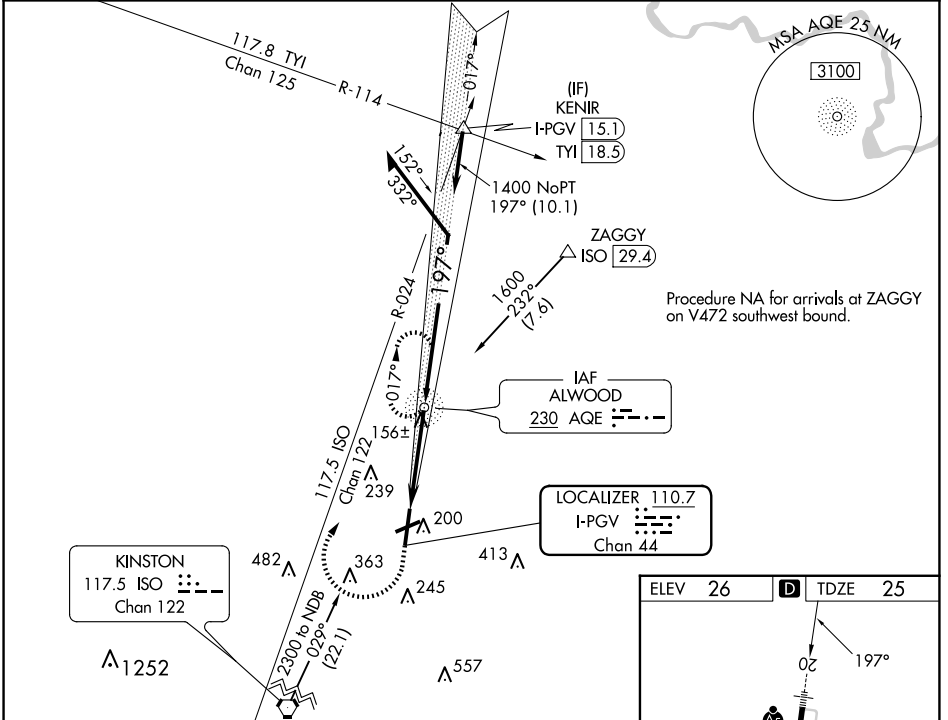 117.8 TYI
Chan 125
R-114
017°
(IF)
KENIR
I-PGV 15.1
TYI 18.5
MSA AQE 25 NM
3100
152°
332°
1400 NoPT
197° (10.1)
ZAGGY
ISO 29.4
197°
1600
232°
(7.6)
Procedure NA for arrivals at ZAGGY
on V472 southwest bound.
R-024
017°
IAF
ALWOOD
230 AQE
156±
117.5 ISO
Chan 122
239
200
LOCALIZER 110.7
I-PGV
Chan 44
482
363
413
245
KINSTON
117.5 ISO
Chan 122
2300 to NDB
029°
(22.1)
1252
557
ELEV 26 D TDZE 25
197°
20